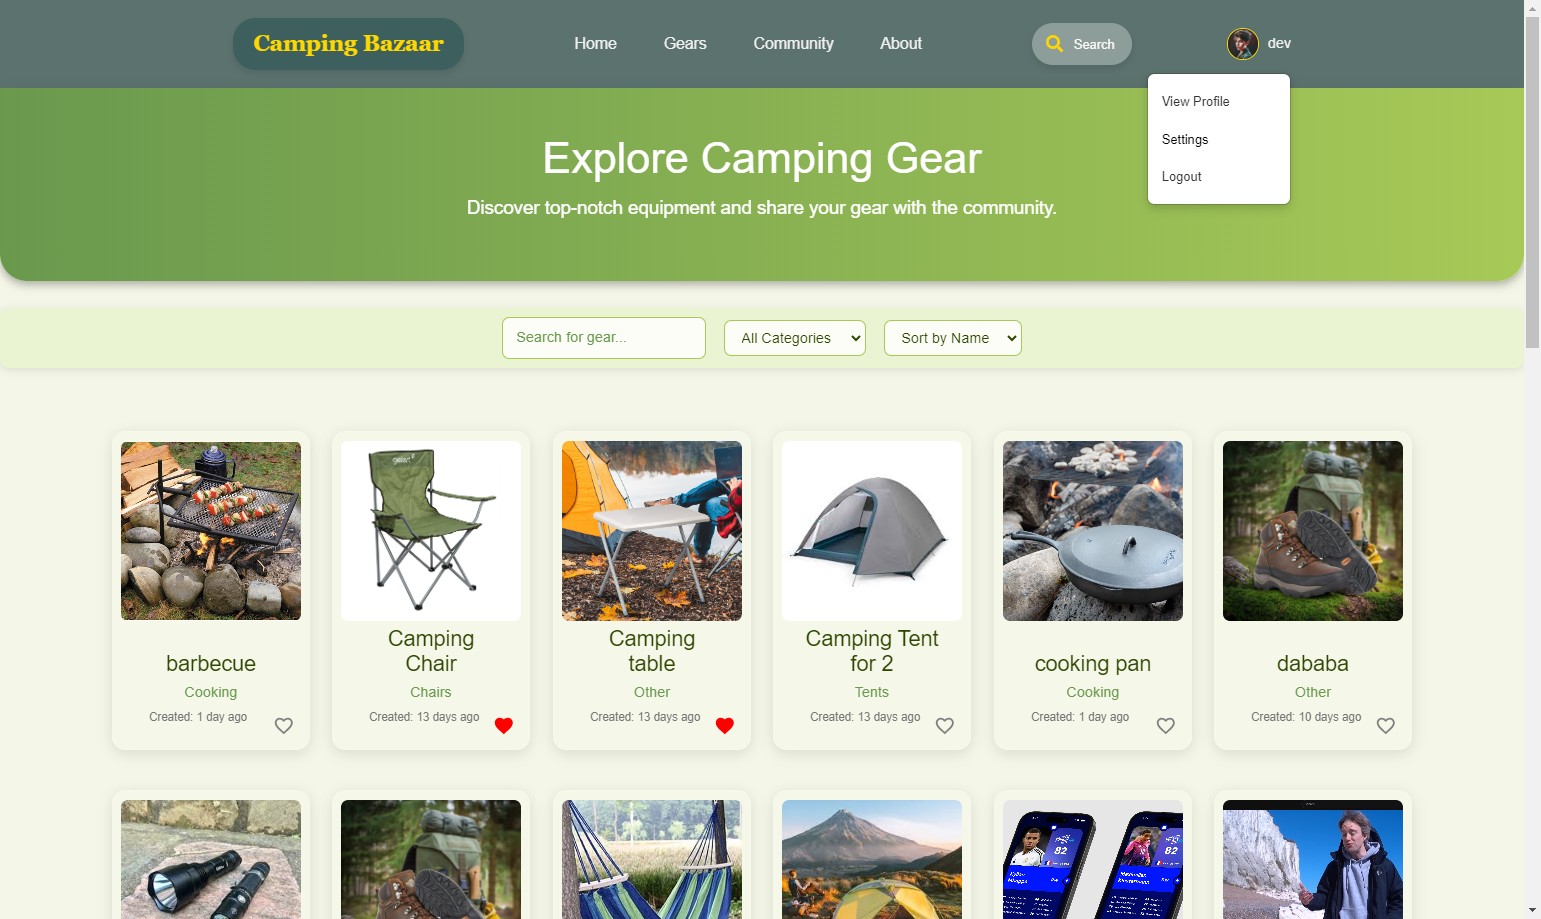 Camping Bazaar
Home
Gears
Community
About
Search
dev
View Profile
Settings
Logout
Explore Camping Gear
Discover top-notch equipment and share your gear with the community.
Search for gear...
All Categories
Sort by Name
barbecue
Cooking
Created: 1 day ago
Camping
Chair
Chairs
Created: 13 days ago
Camping
table
Other
Created: 13 days ago
Camping Tent
for 2
Tents
Created: 13 days ago
cooking pan
Cooking
Created: 1 day ago
dababa
Other
Created: 10 days ago
82
82